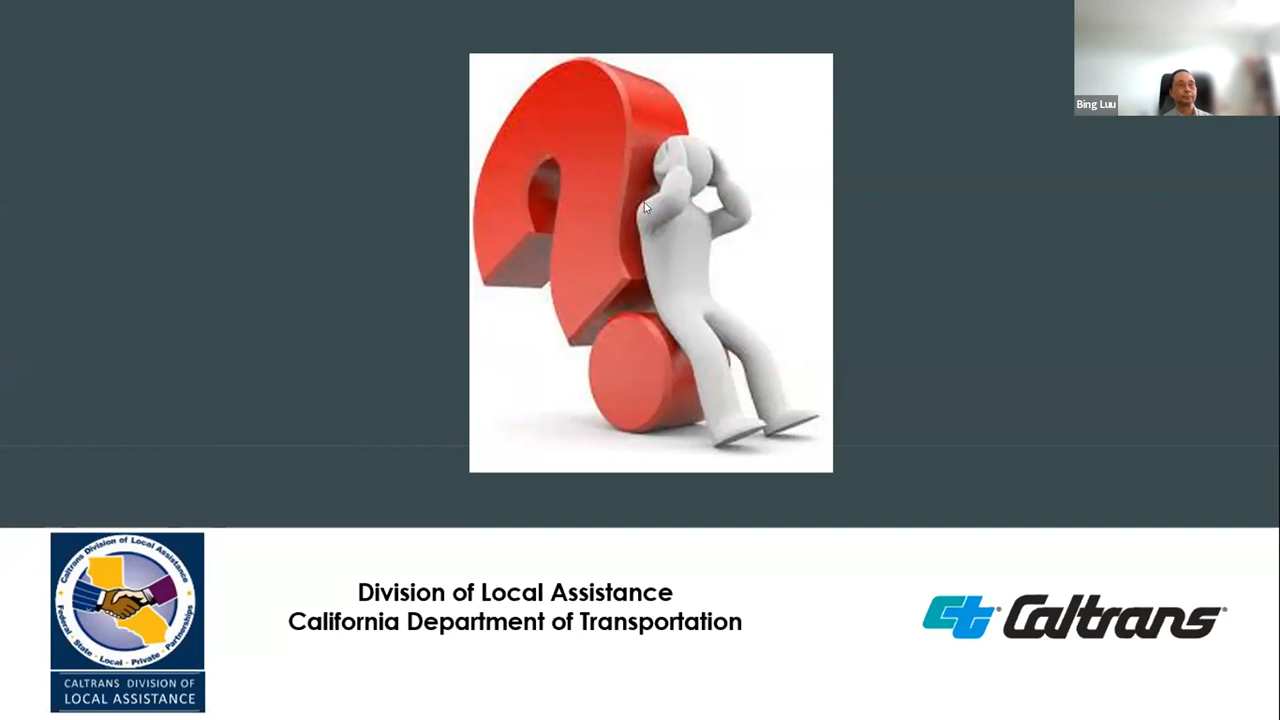 Bing Luu
Caltrans Division of Local Assistance
Federal - State - Local - Private - Partnerships
CALTRANS DIVISION OF
LOCAL ASSISTANCE
Division of Local Assistance
California Department of Transportation
ct Caltrans